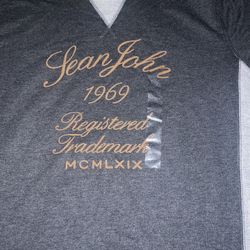 Sean John
1969
Registered
Trademark
MCMLXIX